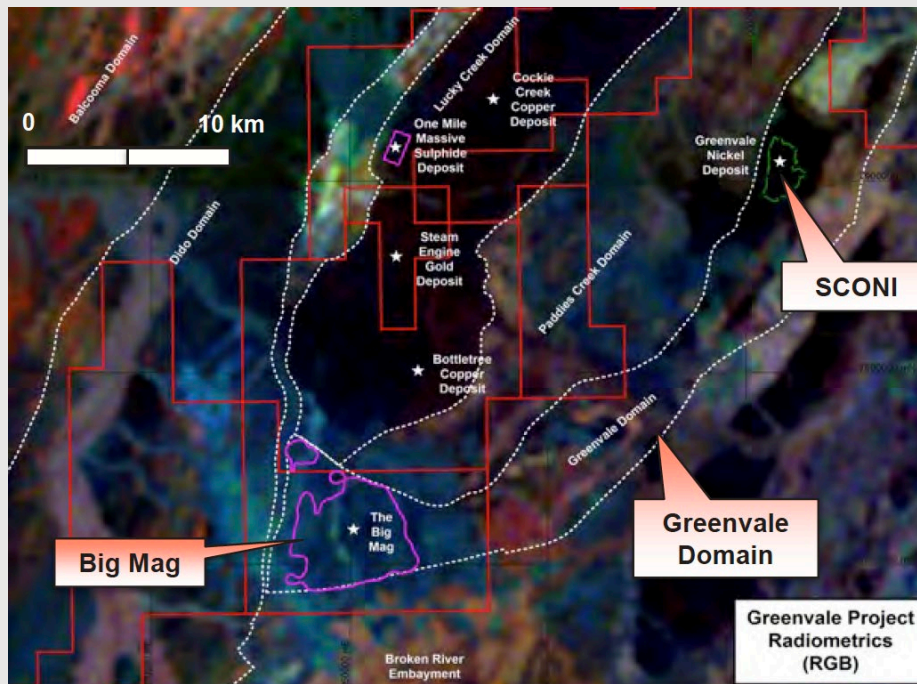 Balcooma Domain
Lucky Creek Domain
Cockie
Creek
Copper
Deposit
0
10 km
One Mile
Massive
Sulphide
Deposit
Greenvale
Nickel
Deposit
Dido Domain
Steam
Engine
Gold
Deposit
Paddies Creek Domain
SCONI
Bottletree
Copper
Deposit
Greenvale Domain
The
Big
Mag
Big Mag
Greenvale
Domain
Broken River
Embayment
Greenvale Project
Radiometrics
(RGB)